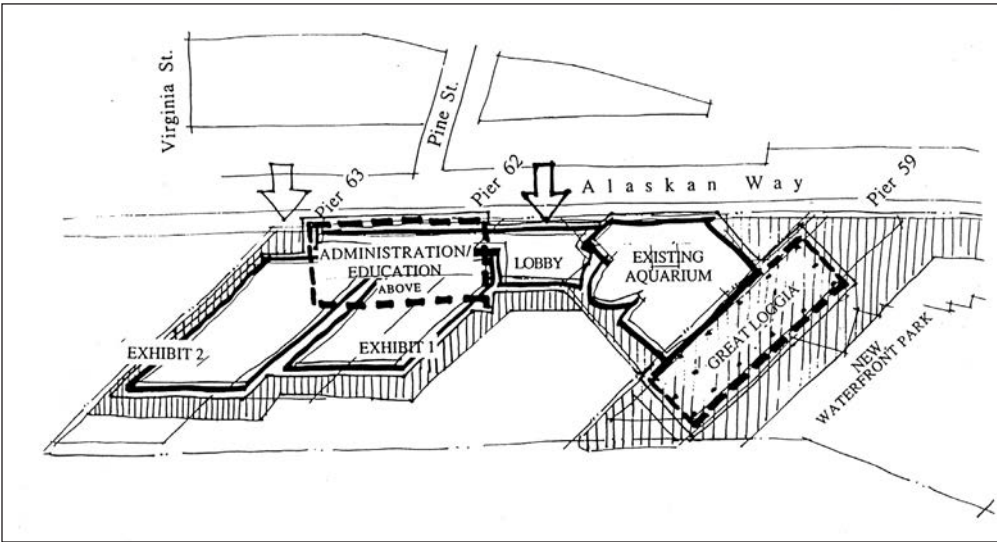 Virginia St.
Pine St.
Pier 63
Pier 62
Alaskan Way
Pier 59
ADMINISTRATION/
EDUCATION
ABOVE
LOBBY
EXISTING
AQUARIUM
GREAT LOGGIA
EXHIBIT 2
EXHIBIT 1
NEW
WATERFRONT PARK